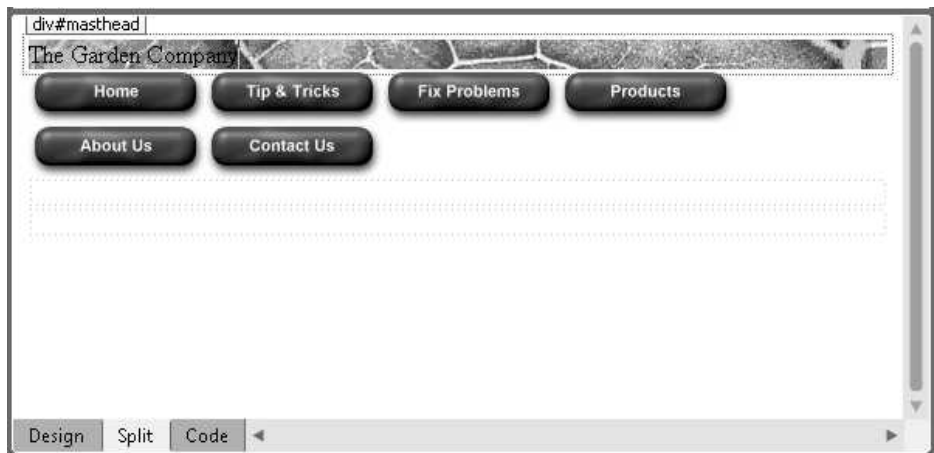 div#masthead
The Garden Company
Home Tip & Tricks Fix Problems Products
About Us Contact Us
Design Split Code